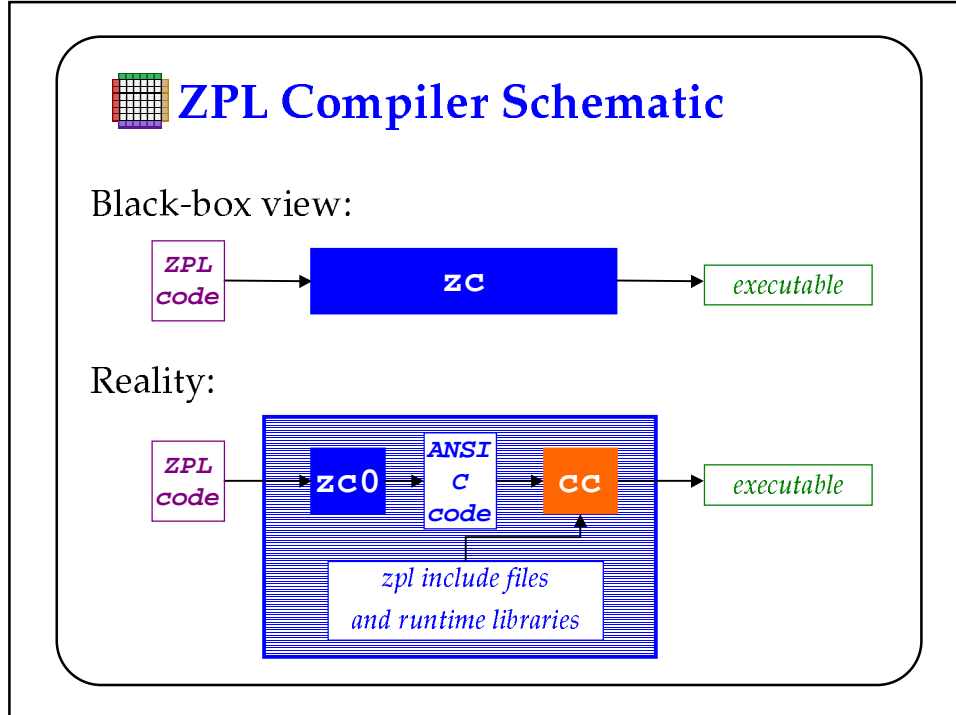 ZPL Compiler Schematic
Black-box view:
ZPL
code
zc
executable
Reality:
ZPL
code
zc0
ANSI
C
code
cc
executable
zpl include files
and runtime libraries